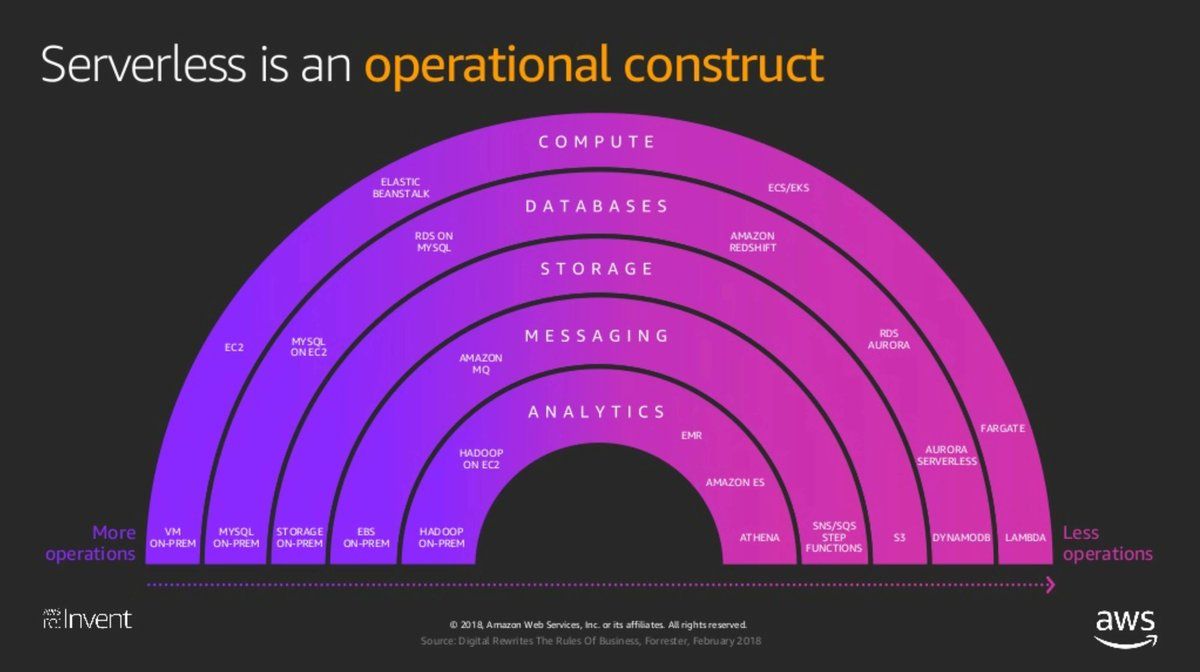 Serverless is an operational construct
COMPUTE
ELASTIC
BEANSTALK
ECS/EKS
DATABASES
RDS ON
MYSQL
AMAZON
REDSHIFT
STORAGE
MESSAGING
EC2
MYSQL
ON EC2
RDS
AURORA
AMAZON
MQ
ANALYTICS
EMR
FARGATE
HADOOP
ON EC2
AURORA
SERVERLESS
AMAZON ES
More
operations
VM
ON-PREM
MYSQL
ON-PREM
STORAGE
ON-PREM
EBS
ON-PREM
HADOOP
ON-PREM
ATHENA
SNS/SQS
STEP
FUNCTIONS
S3
DYNAMODB
LAMBDA
Less
operations
AWS re:Invent
© 2018, Amazon Web Services, Inc. or its affiliates. All rights reserved.
Source: Digital Rewrites The Rules Of Business, Forrester, February 2018
aws